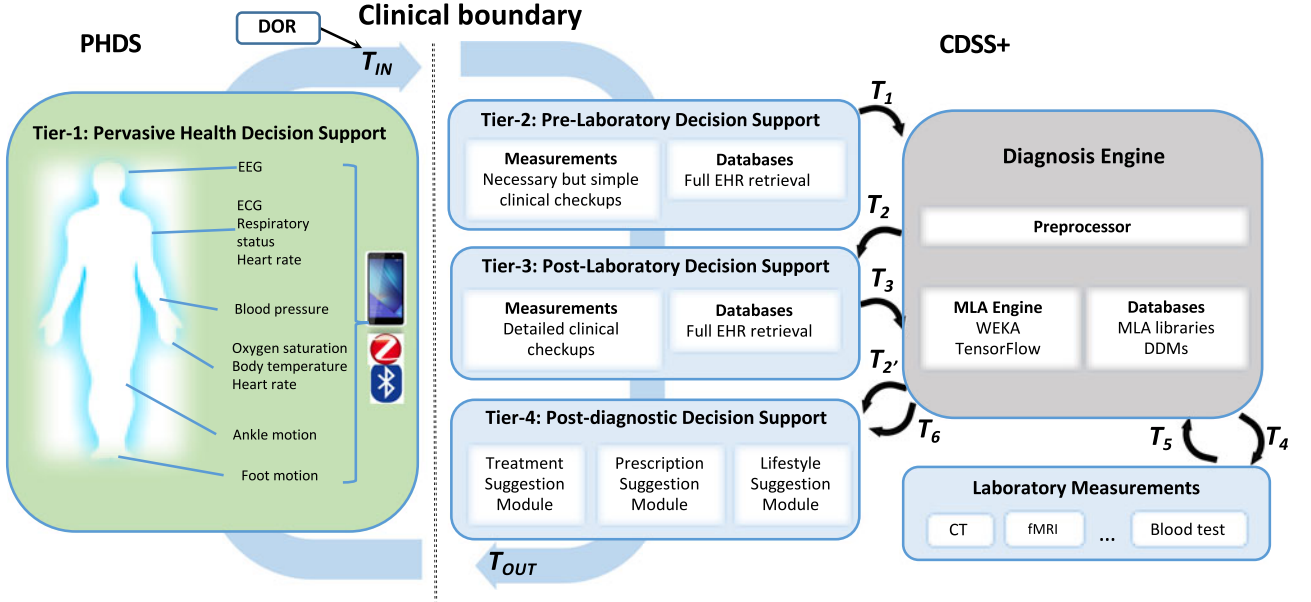 Clinical boundary
PHDS
DOR
T_IN
CDSS+
Tier-1: Pervasive Health Decision Support
EEG
ECG
Respiratory
status
Heart rate
Blood pressure
Oxygen saturation
Body temperature
Heart rate
Ankle motion
Foot motion
Z
Tier-2: Pre-Laboratory Decision Support
Measurements
Necessary but simple
clinical checkups
Databases
Full EHR retrieval
Tier-3: Post-Laboratory Decision Support
Measurements
Detailed clinical
checkups
Databases
Full EHR retrieval
Tier-4: Post-diagnostic Decision Support
Treatment
Suggestion
Module
Prescription
Suggestion
Module
Lifestyle
Suggestion
Module
T_OUT
T_1
T_2
T_3
T_2'
T_6
Diagnosis Engine
Preprocessor
MLA Engine
WEKA
TensorFlow
Databases
MLA libraries
DDMs
T_5
T_4
Laboratory Measurements
CT
fMRI
...
Blood test